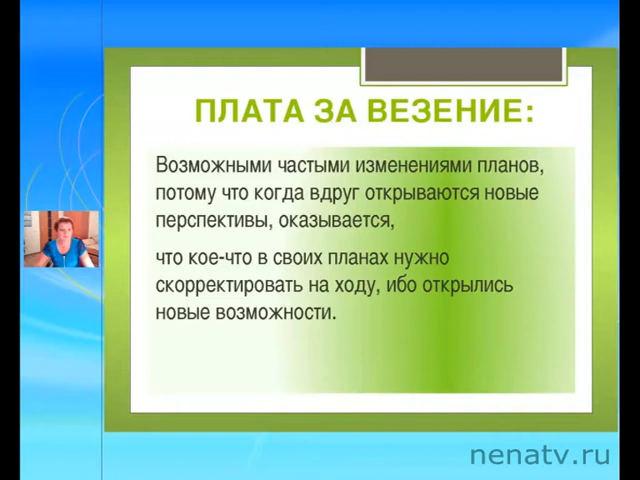 ПЛАТА ЗА ВЕЗЕНИЕ:
Возможными частыми изменениями планов,
потому что когда вдруг открываются новые
перспективы, оказывается,
что кое-что в своих планах нужно
скорректировать на ходу, ибо открылись
новые возможности.
nenatv.ru